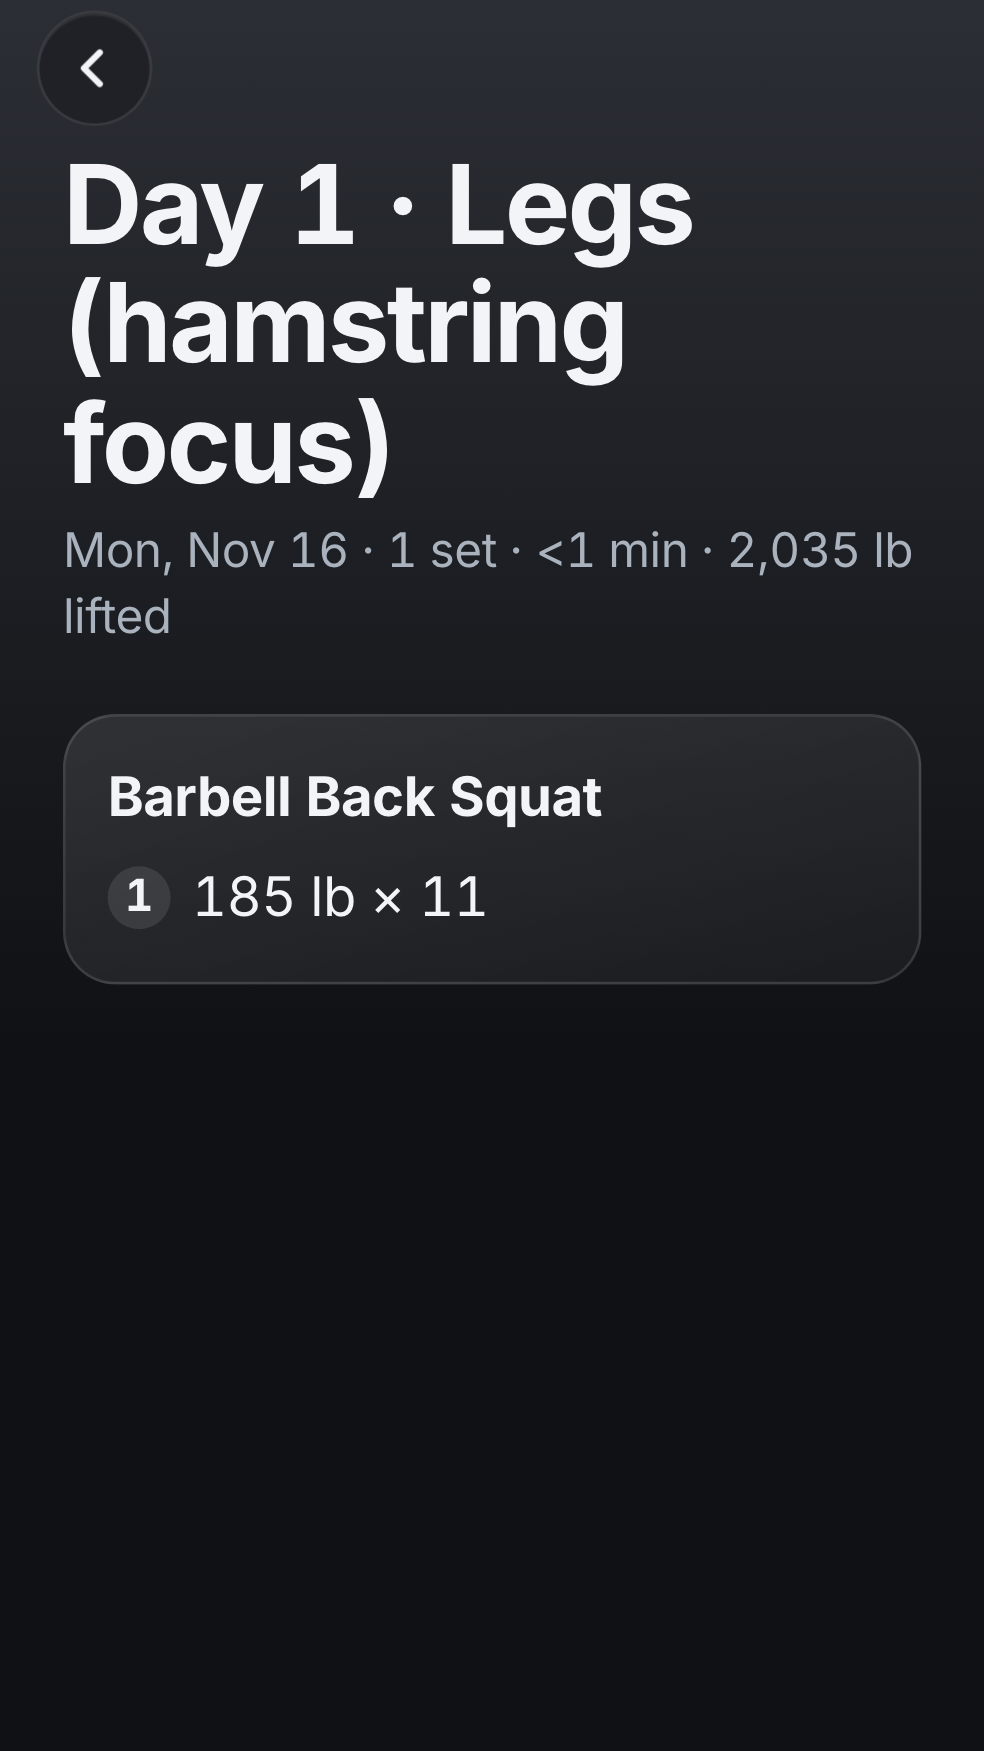 Day 1 · Legs
(hamstring
focus)
Mon, Nov 16 · 1 set · <1 min · 2,035 lb
lifted
Barbell Back Squat
1 185 lb × 11